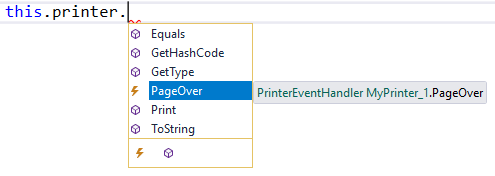 this.printer.
Equals
GetHashCode
GetType
PageOver
PrinterEventHandler MyPrinter_1.PageOver
Print
ToString